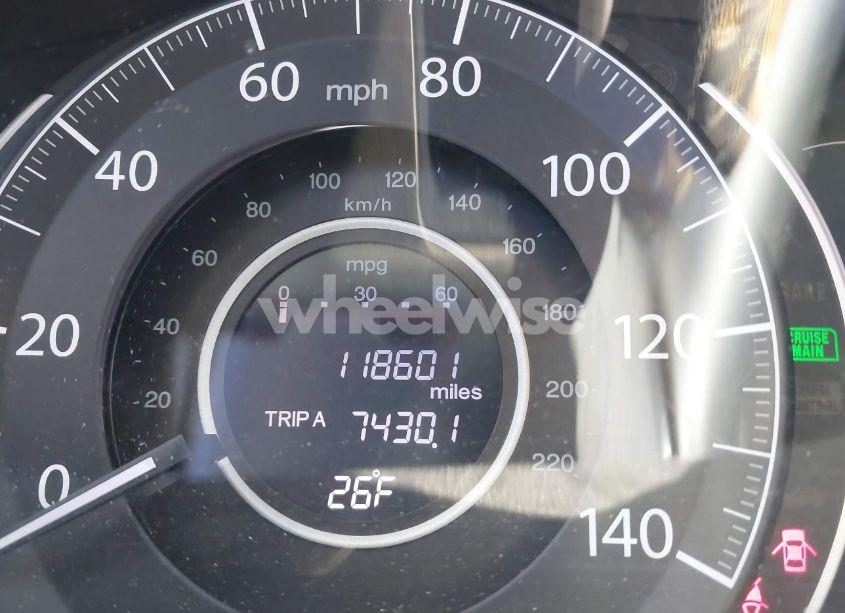 60 mph 80
40 100
100 120
80 km/h 140
60 160
mpg
0 30 60
wheelwise
20 40 180 120
CRUISE
MAIN
118601
miles
20 200
TRIP A 7430.1
0 220
26°F
140